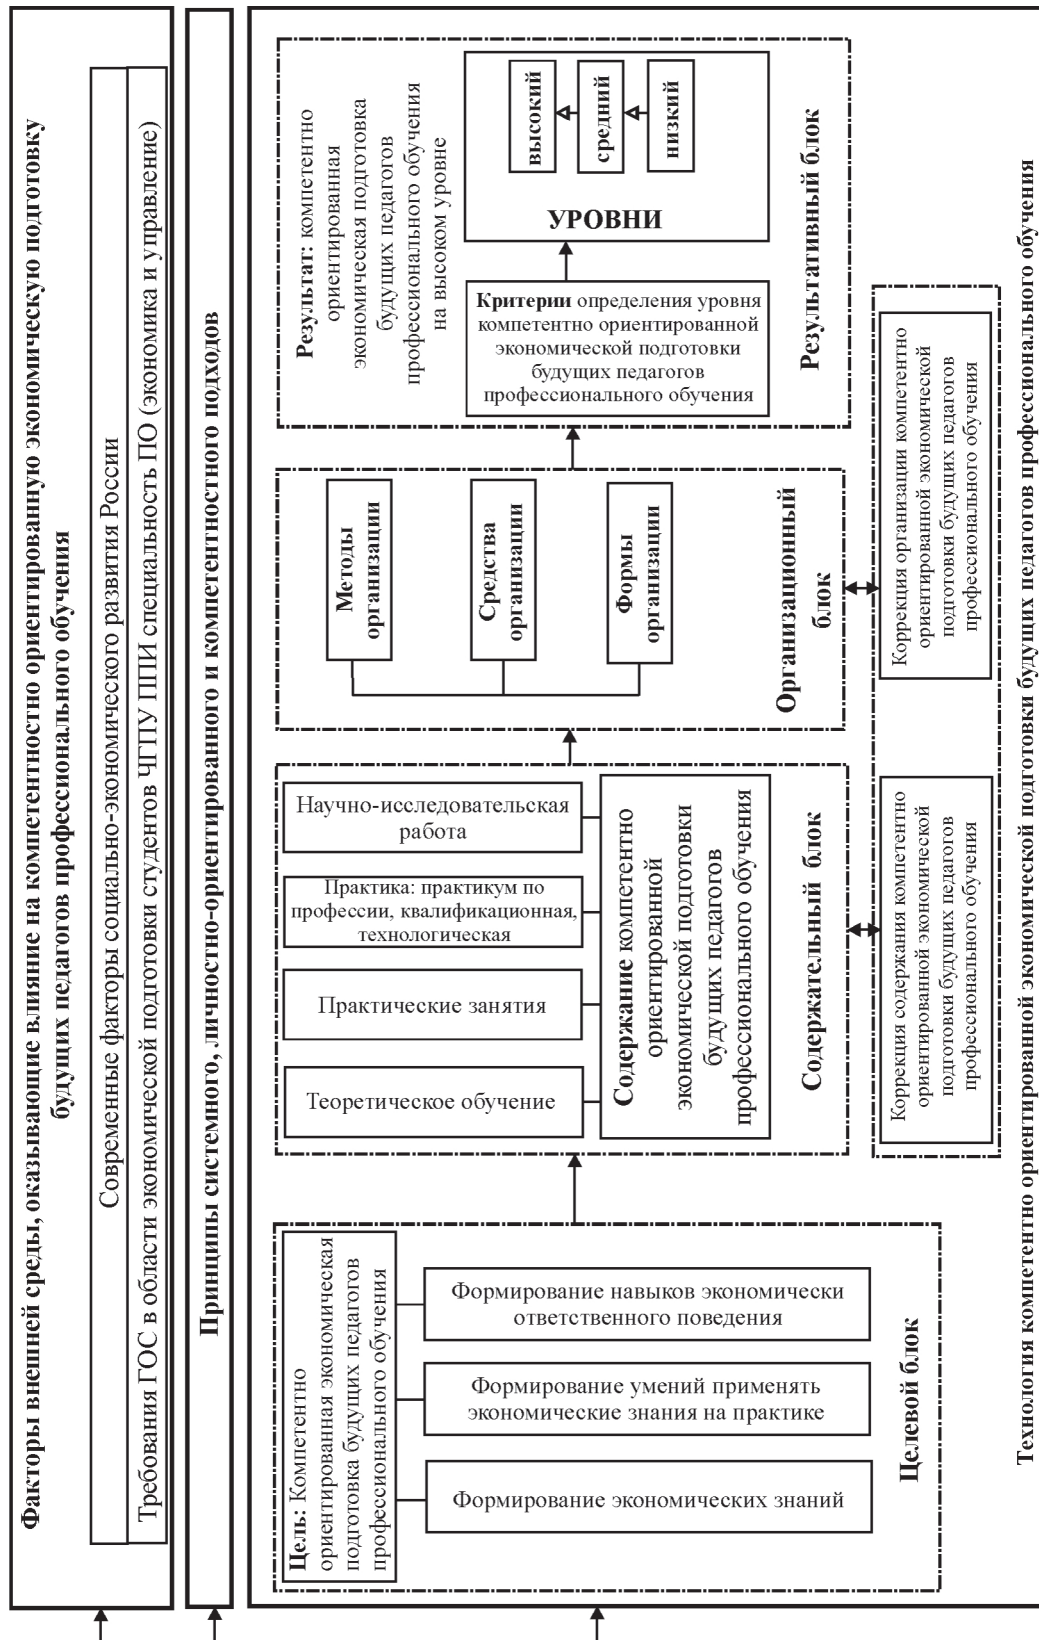 Факторы внешней среды, оказывающие влияние на компетентностно ориентированную экономическую подготовку
будущих педагогов профессионального обучения
Современные факторы социально-экономического развития России
Требования ГОС в области экономической подготовки студентов ЧГПУ ППИ специальность ПО (экономика и управление)
Принципы системного, личностно-ориентированного и компетентностного подходов
Цель: Компетентно
ориентированная экономическая
подготовка будущих педагогов
профессионального обучения
Формирование экономических знаний
Формирование умений применять
экономические знания на практике
Формирование навыков экономически
ответственного поведения
Целевой блок
Теоретическое обучение
Практические занятия
Практика: практикум по
профессии, квалификационная,
технологическая
Научно-исследовательская
работа
Содержание компетентно
ориентированной
экономической подготовки
будущих педагогов
профессионального обучения
Содержательный блок
Методы
организации
Средства
организации
Формы
организации
Организационный
блок
Результат: компетентно
ориентированная
экономическая подготовка
будущих педагогов
профессионального обучения
на высоком уровне
Критерии определения уровня
компетентно ориентированной
экономической подготовки
будущих педагогов
профессионального обучения
УРОВНИ
высокий
средний
низкий
Результативный блок
Коррекция содержания компетентно
ориентированной экономической
подготовки будущих педагогов
профессионального обучения
Коррекция организации компетентно
ориентированной экономической
подготовки будущих педагогов
профессионального обучения
Технология компетентно ориентированной экономической подготовки будущих педагогов профессионального обучения